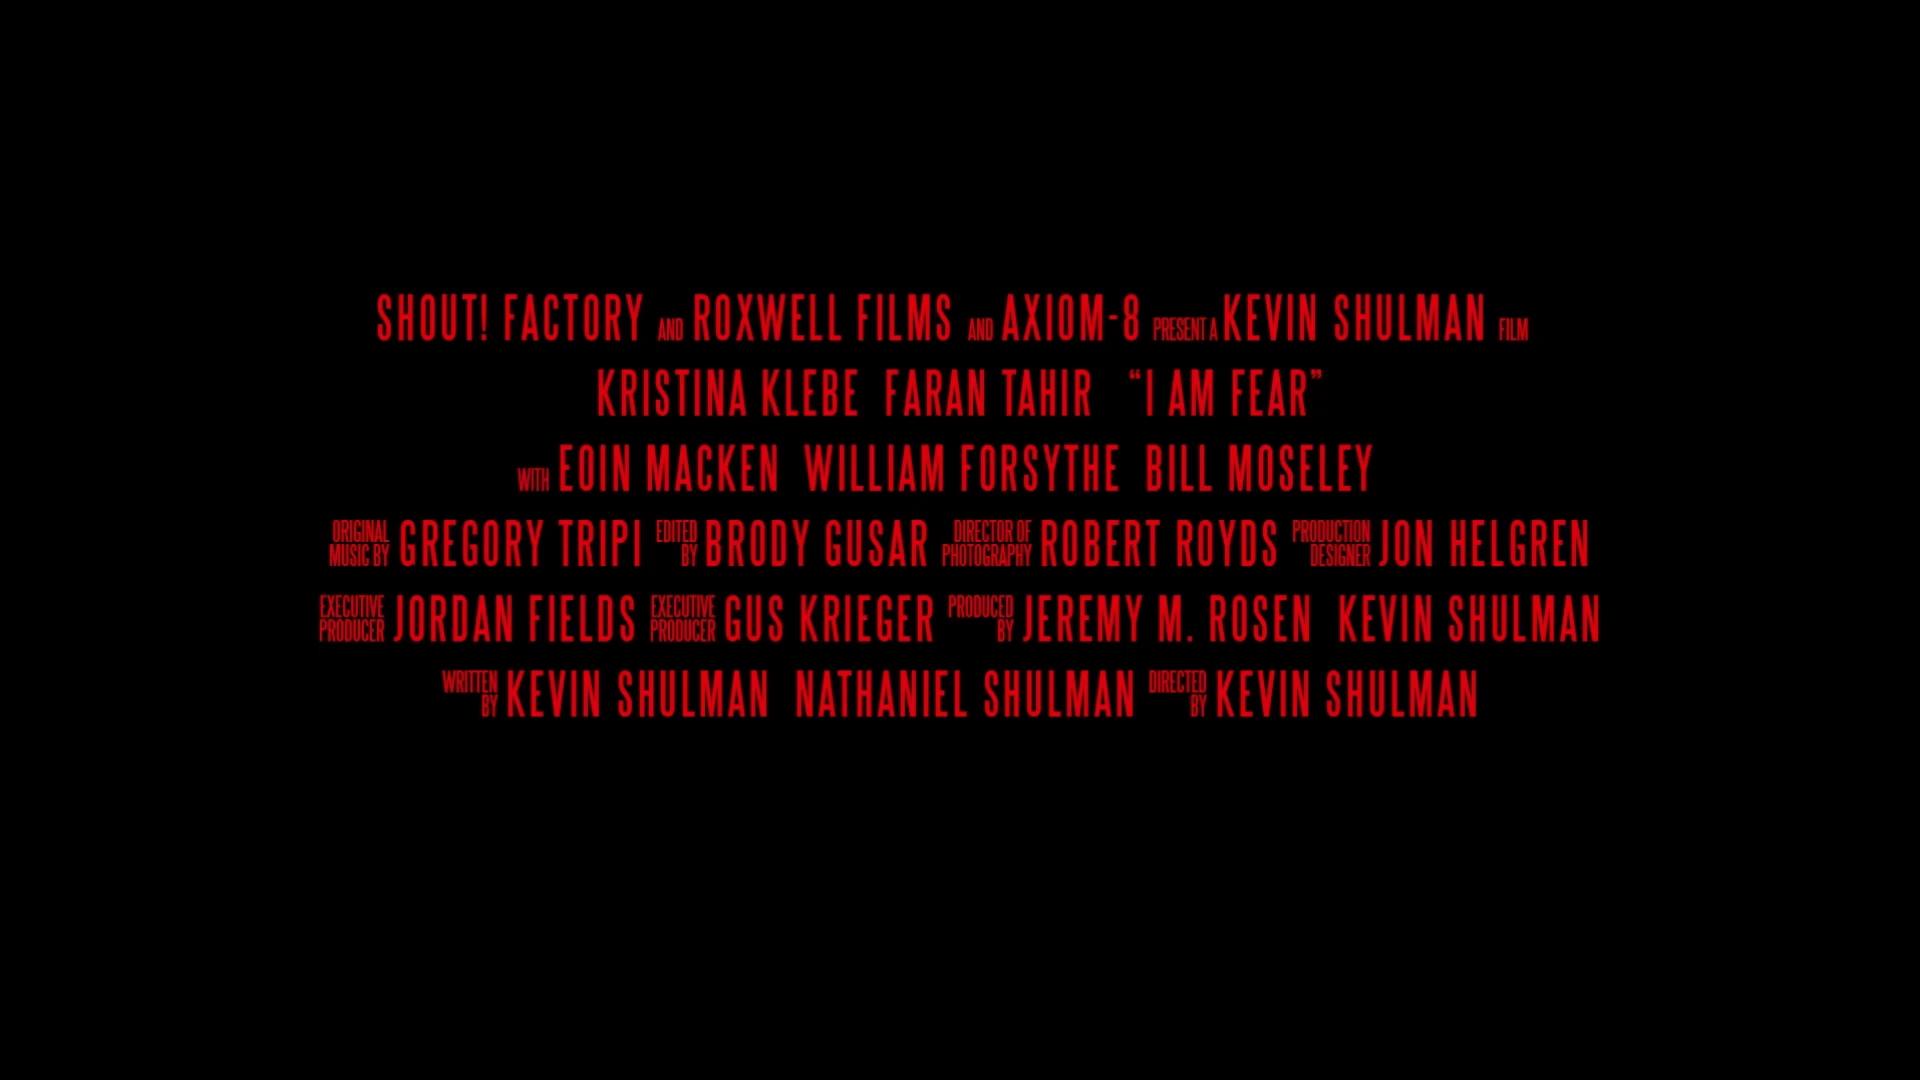 SHOUT! FACTORY AND ROXWELL FILMS AND AXIOM-8 PRESENT A KEVIN SHULMAN FILM
KRISTINA KLEBE FARAN TAHIR “I AM FEAR”
WITH EOIN MACKEN WILLIAM FORSYTHE BILL MOSELEY
ORIGINAL MUSIC BY GREGORY TRIPI EDITED BY BRODY GUSAR DIRECTOR OF PHOTOGRAPHY ROBERT ROYDS PRODUCTION DESIGNER JON HELGREN
EXECUTIVE PRODUCER JORDAN FIELDS EXECUTIVE PRODUCER GUS KRIEGER PRODUCED BY JEREMY M. ROSEN KEVIN SHULMAN
WRITTEN BY KEVIN SHULMAN NATHANIEL SHULMAN DIRECTED BY KEVIN SHULMAN